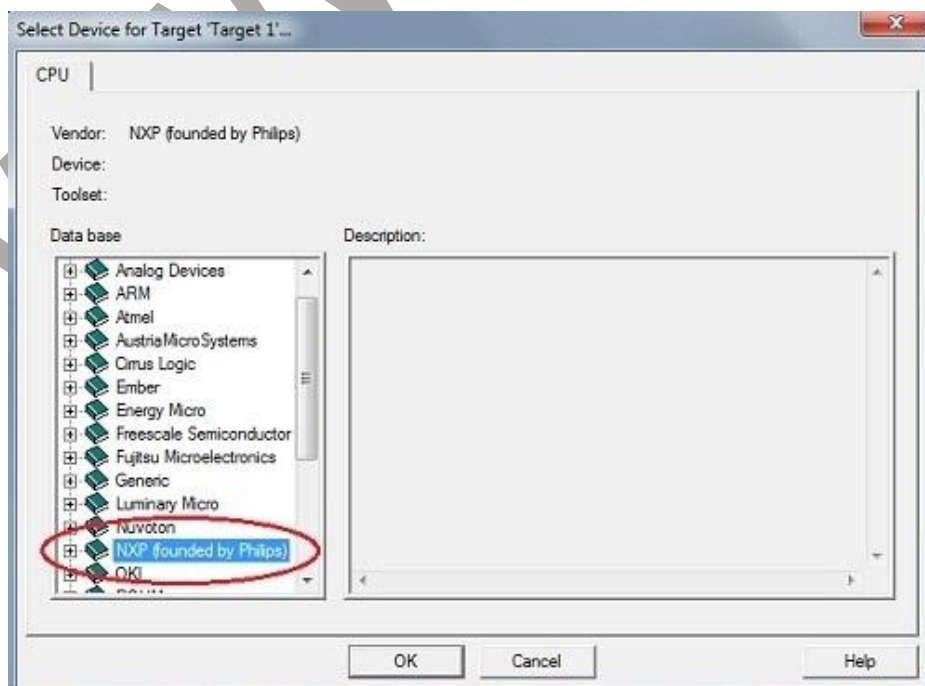 Select Device for Target 'Target 1'...
CPU
Vendor: NXP (founded by Philips)
Device:
Toolset:
Data base
Description:
Analog Devices
ARM
Atmel
AustriaMicroSystems
Cirrus Logic
Ember
Energy Micro
Freescale Semiconductor
Fujitsu Microelectronics
Generic
Luminary Micro
Nuvoton
NXP (founded by Philips)
OKI
OK Cancel Help